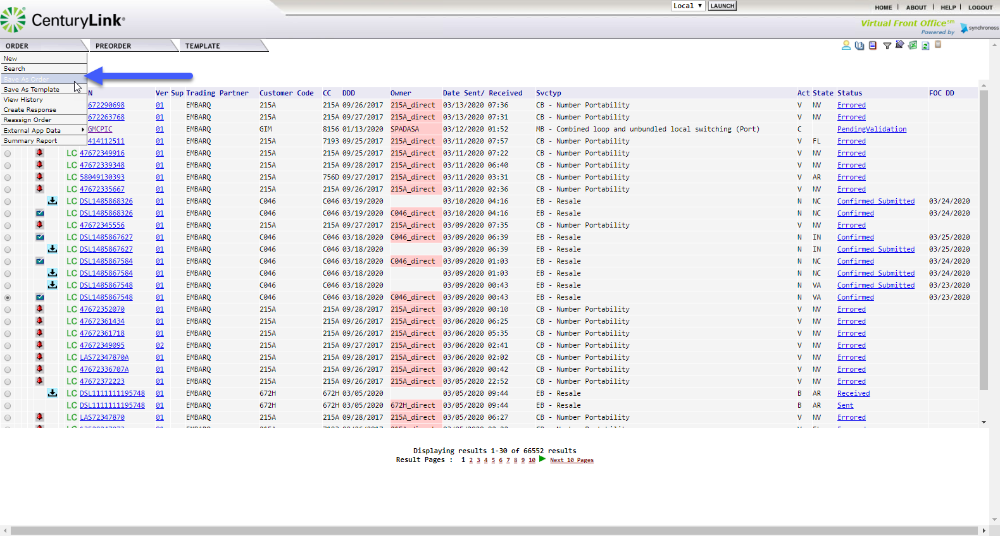 Local ▼ LAUNCH
HOME | ABOUT | HELP | LOGOUT
CenturyLink®
Virtual Front Office℠
Powered by synchronoss
ORDER PREORDER TEMPLATE
New
Search
Save As Order
Save As Template
View History
Create Response
Reassign Order
External App Data
Summary Report
N Ver Sup Trading Partner Customer Code CC DDD Owner Date Sent/ Received Svctyp Act State Status FOC DD
672290698 01 EMBARQ 215A 215A 09/26/2017 215A_direct 03/13/2020 07:36 CB - Number Portability V NV Errored
672263768 01 EMBARQ 215A 215A 09/27/2017 215A_direct 03/13/2020 07:31 CB - Number Portability V NV Errored
GMCPIC 01 EMBARQ GIM 8156 01/13/2020 SPADASA 03/12/2020 01:52 MB - Combined loop and unbundled local switching (Port) C PendingValidation
414112511 01 EMBARQ 215A 7193 09/25/2017 215A_direct 03/11/2020 07:57 CB - Number Portability V FL Errored
LC 47672349916 01 EMBARQ 215A 215A 09/25/2017 215A_direct 03/11/2020 07:22 CB - Number Portability V NV Errored
LC 47672339348 01 EMBARQ 215A 215A 09/28/2017 215A_direct 03/11/2020 06:40 CB - Number Portability V NV Errored
LC 58049130393 01 EMBARQ 215A 756D 09/27/2017 215A_direct 03/11/2020 03:31 CB - Number Portability V AR Errored
LC 47672335667 01 EMBARQ 215A 215A 09/26/2017 215A_direct 03/11/2020 02:36 CB - Number Portability V NV Errored
LC DSL1485868326 01 EMBARQ C046 C046 03/19/2020 03/10/2020 04:16 EB - Resale N NC Confirmed Submitted 03/24/2020
LC DSL1485868326 01 EMBARQ C046 C046 03/19/2020 C046_direct 03/10/2020 04:16 EB - Resale N NC Confirmed 03/24/2020
LC 47672345556 01 EMBARQ 215A 215A 09/27/2017 215A_direct 03/09/2020 07:35 CB - Number Portability V NV Errored
LC DSL1485867627 01 EMBARQ C046 C046 03/18/2020 C046_direct 03/09/2020 06:39 EB - Resale N IN Confirmed 03/25/2020
LC DSL1485867627 01 EMBARQ C046 C046 03/18/2020 03/09/2020 06:39 EB - Resale N IN Confirmed Submitted 03/25/2020
LC DSL1485867584 01 EMBARQ C046 C046 03/18/2020 C046_direct 03/09/2020 01:03 EB - Resale N NC Confirmed 03/24/2020
LC DSL1485867584 01 EMBARQ C046 C046 03/18/2020 03/09/2020 01:03 EB - Resale N NC Confirmed Submitted 03/24/2020
LC DSL1485867548 01 EMBARQ C046 C046 03/18/2020 03/09/2020 00:43 EB - Resale N VA Confirmed Submitted 03/23/2020
LC DSL1485867548 01 EMBARQ C046 C046 03/18/2020 C046_direct 03/09/2020 00:43 EB - Resale N VA Confirmed 03/23/2020
LC 47672352070 01 EMBARQ 215A 215A 09/28/2017 215A_direct 03/09/2020 00:10 CB - Number Portability V NV Errored
LC 47672361434 01 EMBARQ 215A 215A 09/28/2017 215A_direct 03/06/2020 06:25 CB - Number Portability V NV Errored
LC 47672361718 01 EMBARQ 215A 215A 09/28/2017 215A_direct 03/06/2020 05:35 CB - Number Portability V NV Errored
LC 47672349095 02 EMBARQ 215A 215A 09/27/2017 215A_direct 03/06/2020 02:41 CB - Number Portability V NV Errored
LC LAS72347870A 01 EMBARQ 215A 215A 09/28/2017 215A_direct 03/06/2020 02:02 CB - Number Portability V NV Errored
LC 47672336707A 01 EMBARQ 215A 215A 09/26/2017 215A_direct 03/06/2020 00:42 CB - Number Portability V NV Errored
LC 47672372223 01 EMBARQ 215A 215A 09/26/2017 215A_direct 03/05/2020 22:52 CB - Number Portability V NV Errored
LC DSL1111111195748 01 EMBARQ 672H 672H 03/05/2020 03/05/2020 09:44 EB - Resale B AR Received
LC DSL1111111195748 01 EMBARQ 672H 672H 03/05/2020 672H_direct 03/05/2020 09:44 EB - Resale B AR Sent
LC LAS72347870 01 EMBARQ 215A 215A 09/28/2017 215A_direct 03/05/2020 06:27 CB - Number Portability V NV Errored
Displaying results 1-30 of 66552 results
Result Pages : 1 2 3 4 5 6 7 8 9 10 Next 10 Pages